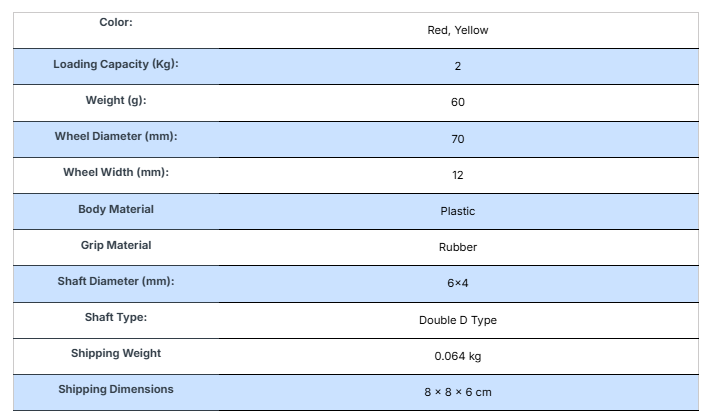 Color: Red, Yellow
Loading Capacity (Kg): 2
Weight (g): 60
Wheel Diameter (mm): 70
Wheel Width (mm): 12
Body Material Plastic
Grip Material Rubber
Shaft Diameter (mm): 6×4
Shaft Type: Double D Type
Shipping Weight 0.064 kg
Shipping Dimensions 8 × 8 × 6 cm